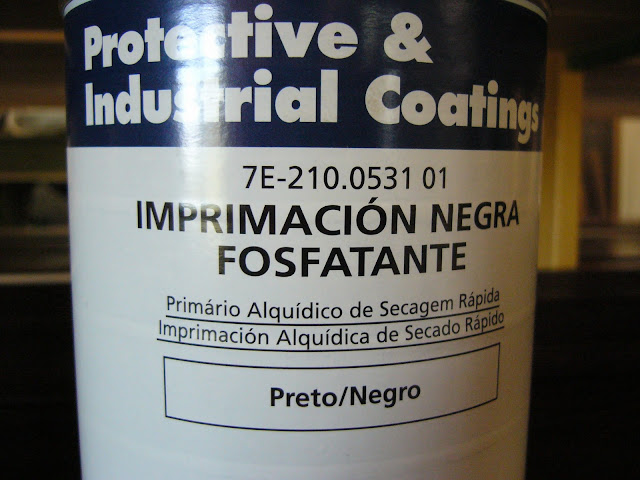 Protective &
Industrial Coatings
7E-210.0531 01
IMPRIMACIÓN NEGRA
FOSFATANTE
Primário Alquídico de Secagem Rápida
Imprimación Alquídica de Secado Rápido
Preto/Negro